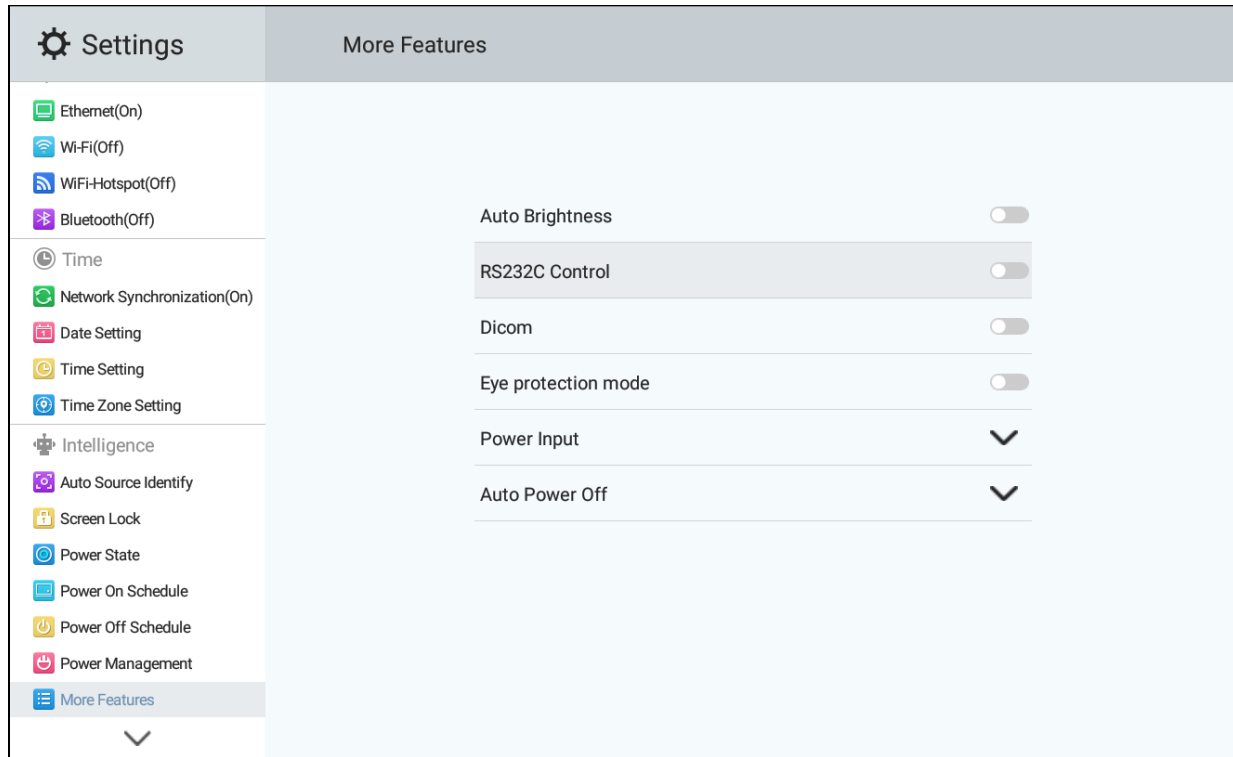 Settings
More Features
Ethernet(On)
Wi-Fi(Off)
WiFi-Hotspot(Off)
Bluetooth(Off)
Time
Network Synchronization(On)
Date Setting
Time Setting
Time Zone Setting
Intelligence
Auto Source Identify
Screen Lock
Power State
Power On Schedule
Power Off Schedule
Power Management
More Features
Auto Brightness
RS232C Control
Dicom
Eye protection mode
Power Input
Auto Power Off